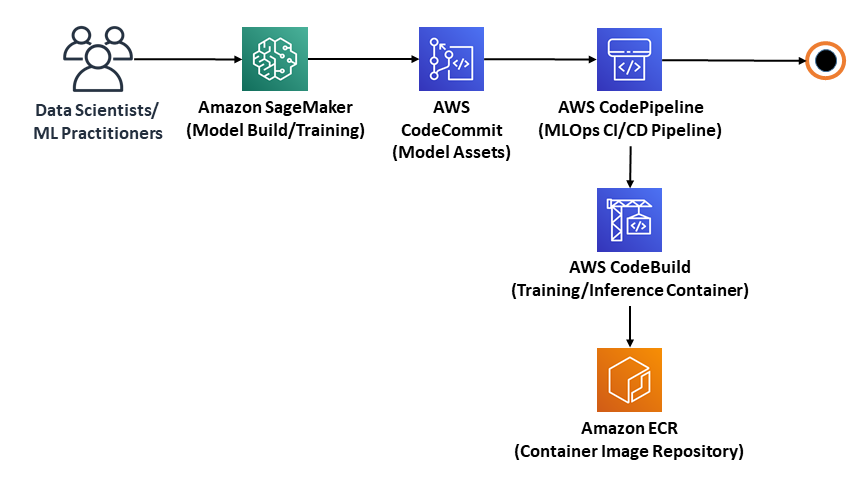 Data Scientists/
ML Practitioners
Amazon SageMaker
(Model Build/Training)
AWS
CodeCommit
(Model Assets)
AWS CodePipeline
(MLOps CI/CD Pipeline)
AWS CodeBuild
(Training/Inference Container)
Amazon ECR
(Container Image Repository)